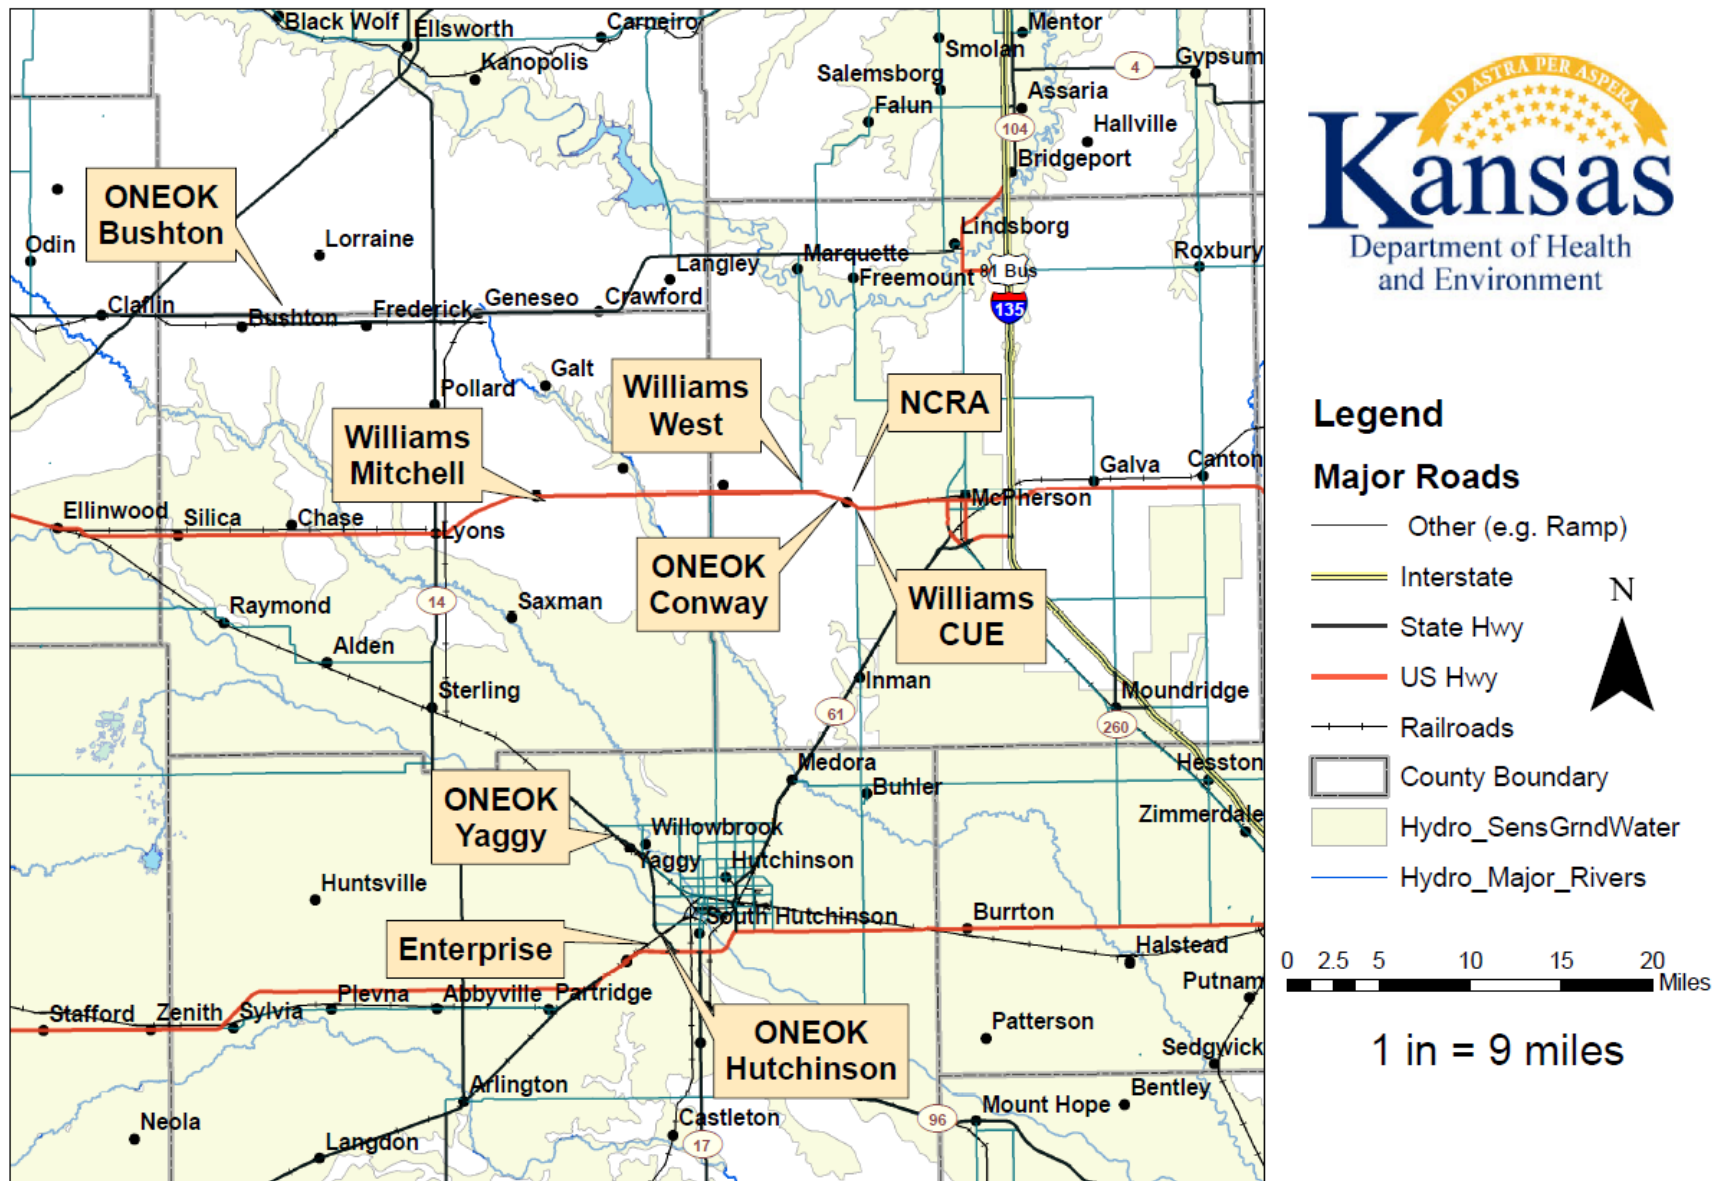 Black Wolf
Ellsworth
Carneiro
Mentor
Smolan
Kanopolis
4
Gypsum
Salemsborg
Falun
Assaria
104
Hallville
Bridgeport
ONEOK
Bushton
Odin
Lorraine
Lindsborg
Marquette
Roxbury
Langley
Freemount
81 Bus
135
Claflin
Bushton
Frederick
Geneseo
Crawford
Galt
Pollard
Williams
West
NCRA
Williams
Mitchell
Galva
Canton
McPherson
Ellinwood
Silica
Chase
Lyons
ONEOK
Conway
Williams
CUE
14
Raymond
Saxman
Alden
Sterling
Inman
Moundridge
61
260
Medora
Buhler
Hesston
Zimmerdale
ONEOK
Yaggy
Willowbrook
Yaggy
Hutchinson
Huntsville
South Hutchinson
Burrton
Enterprise
Halstead
Putnam
Stafford
Zenith
Sylvia
Plevna
Abbyville
Partridge
ONEOK
Hutchinson
Patterson
Sedgwick
Bentley
Arlington
Neola
Langdon
Castleton
17
96
Mount Hope
AD ASTRA PER ASPERA
Kansas
Department of Health
and Environment
Legend
Major Roads
Other (e.g. Ramp)
Interstate
State Hwy
US Hwy
Railroads
County Boundary
Hydro_SensGrndWater
Hydro_Major_Rivers
N
0 2.5 5 10 15 20
Miles
1 in = 9 miles